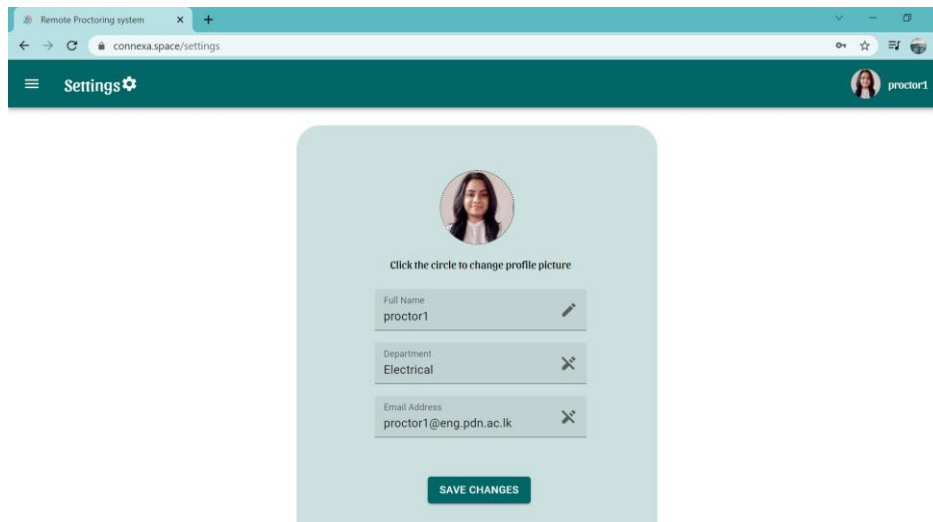 Remote Proctoring system
connexa.space/settings
Settings
proctor1
Click the circle to change profile picture
Full Name
proctor1
Department
Electrical
Email Address
proctor1@eng.pdn.ac.lk
SAVE CHANGES